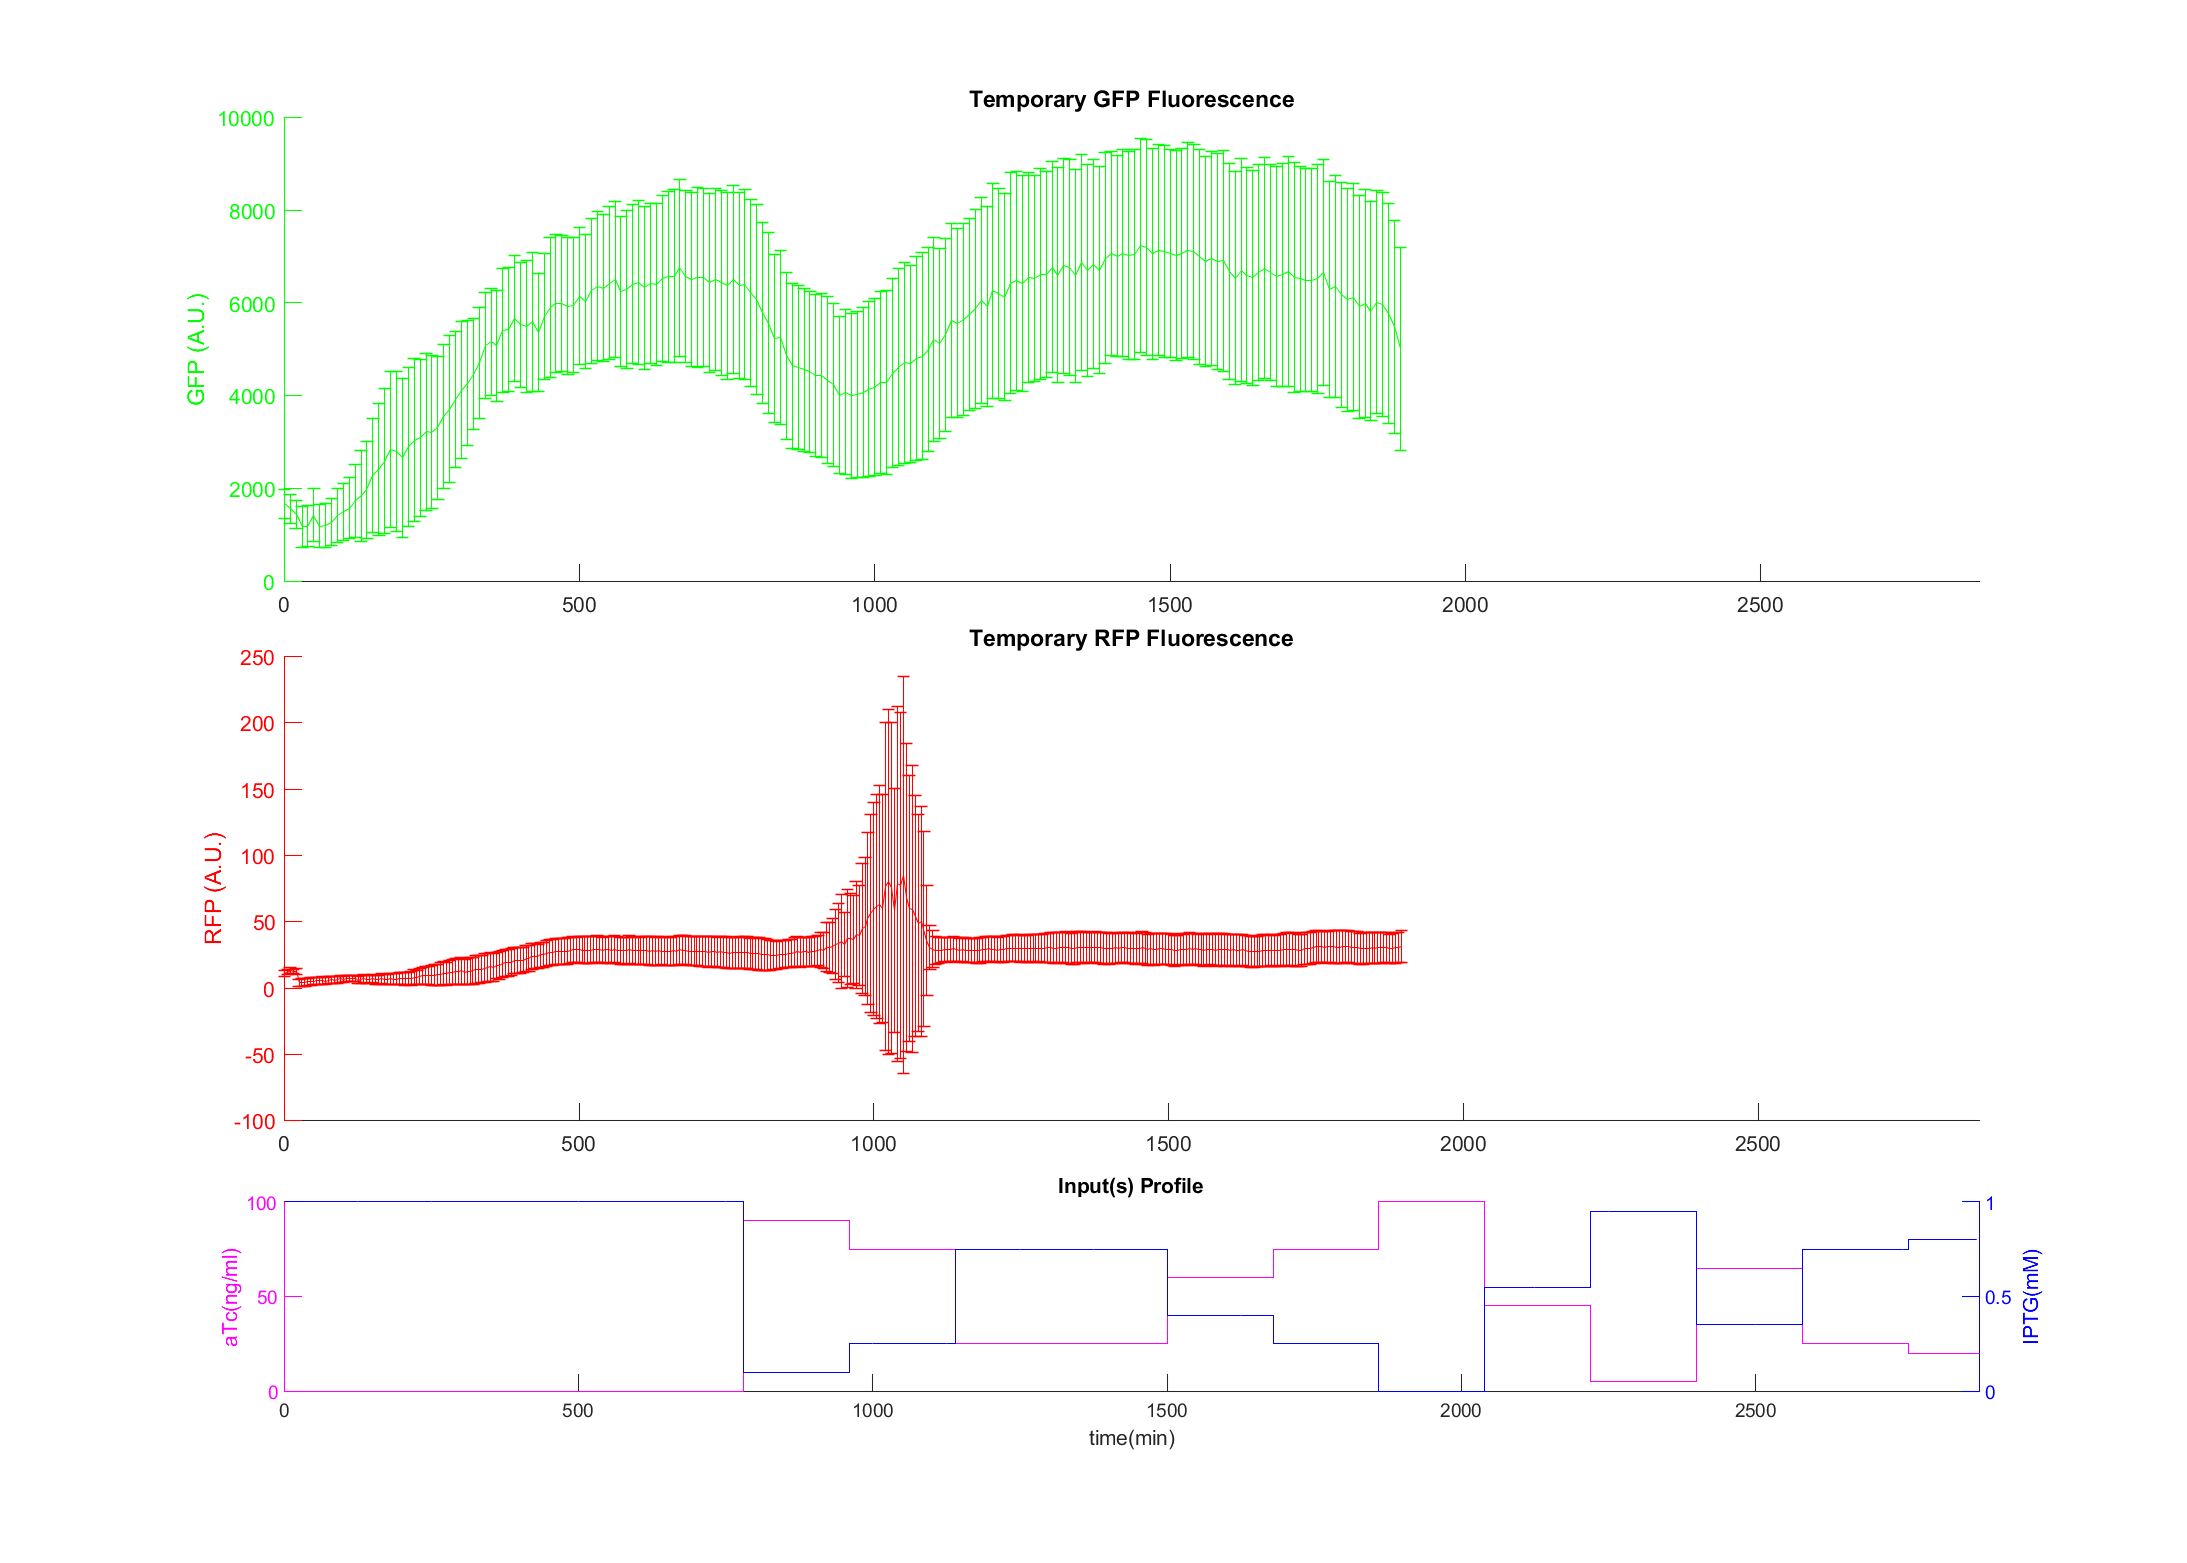 Temporary GFP Fluorescence
10000
8000
6000
4000
2000
0
GFP (A.U.)
0 500 1000 1500 2000 2500
Temporary RFP Fluorescence
250
200
150
100
50
0
-50
-100
RFP (A.U.)
0 500 1000 1500 2000 2500
Input(s) Profile
100
50
0
aTc(ng/ml)
1
0.5
0
IPTG(mM)
0 500 1000 1500 2000 2500
time(min)